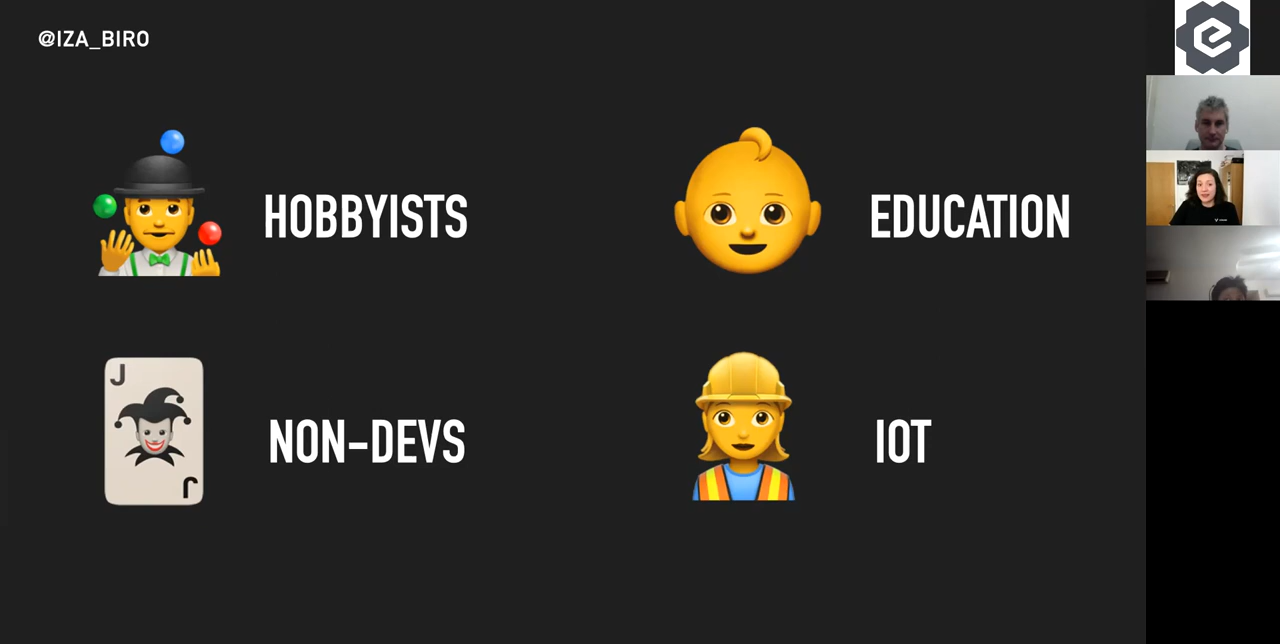 @IZA_BIRO
HOBBYISTS
EDUCATION
J
J
NON-DEVS
IOT